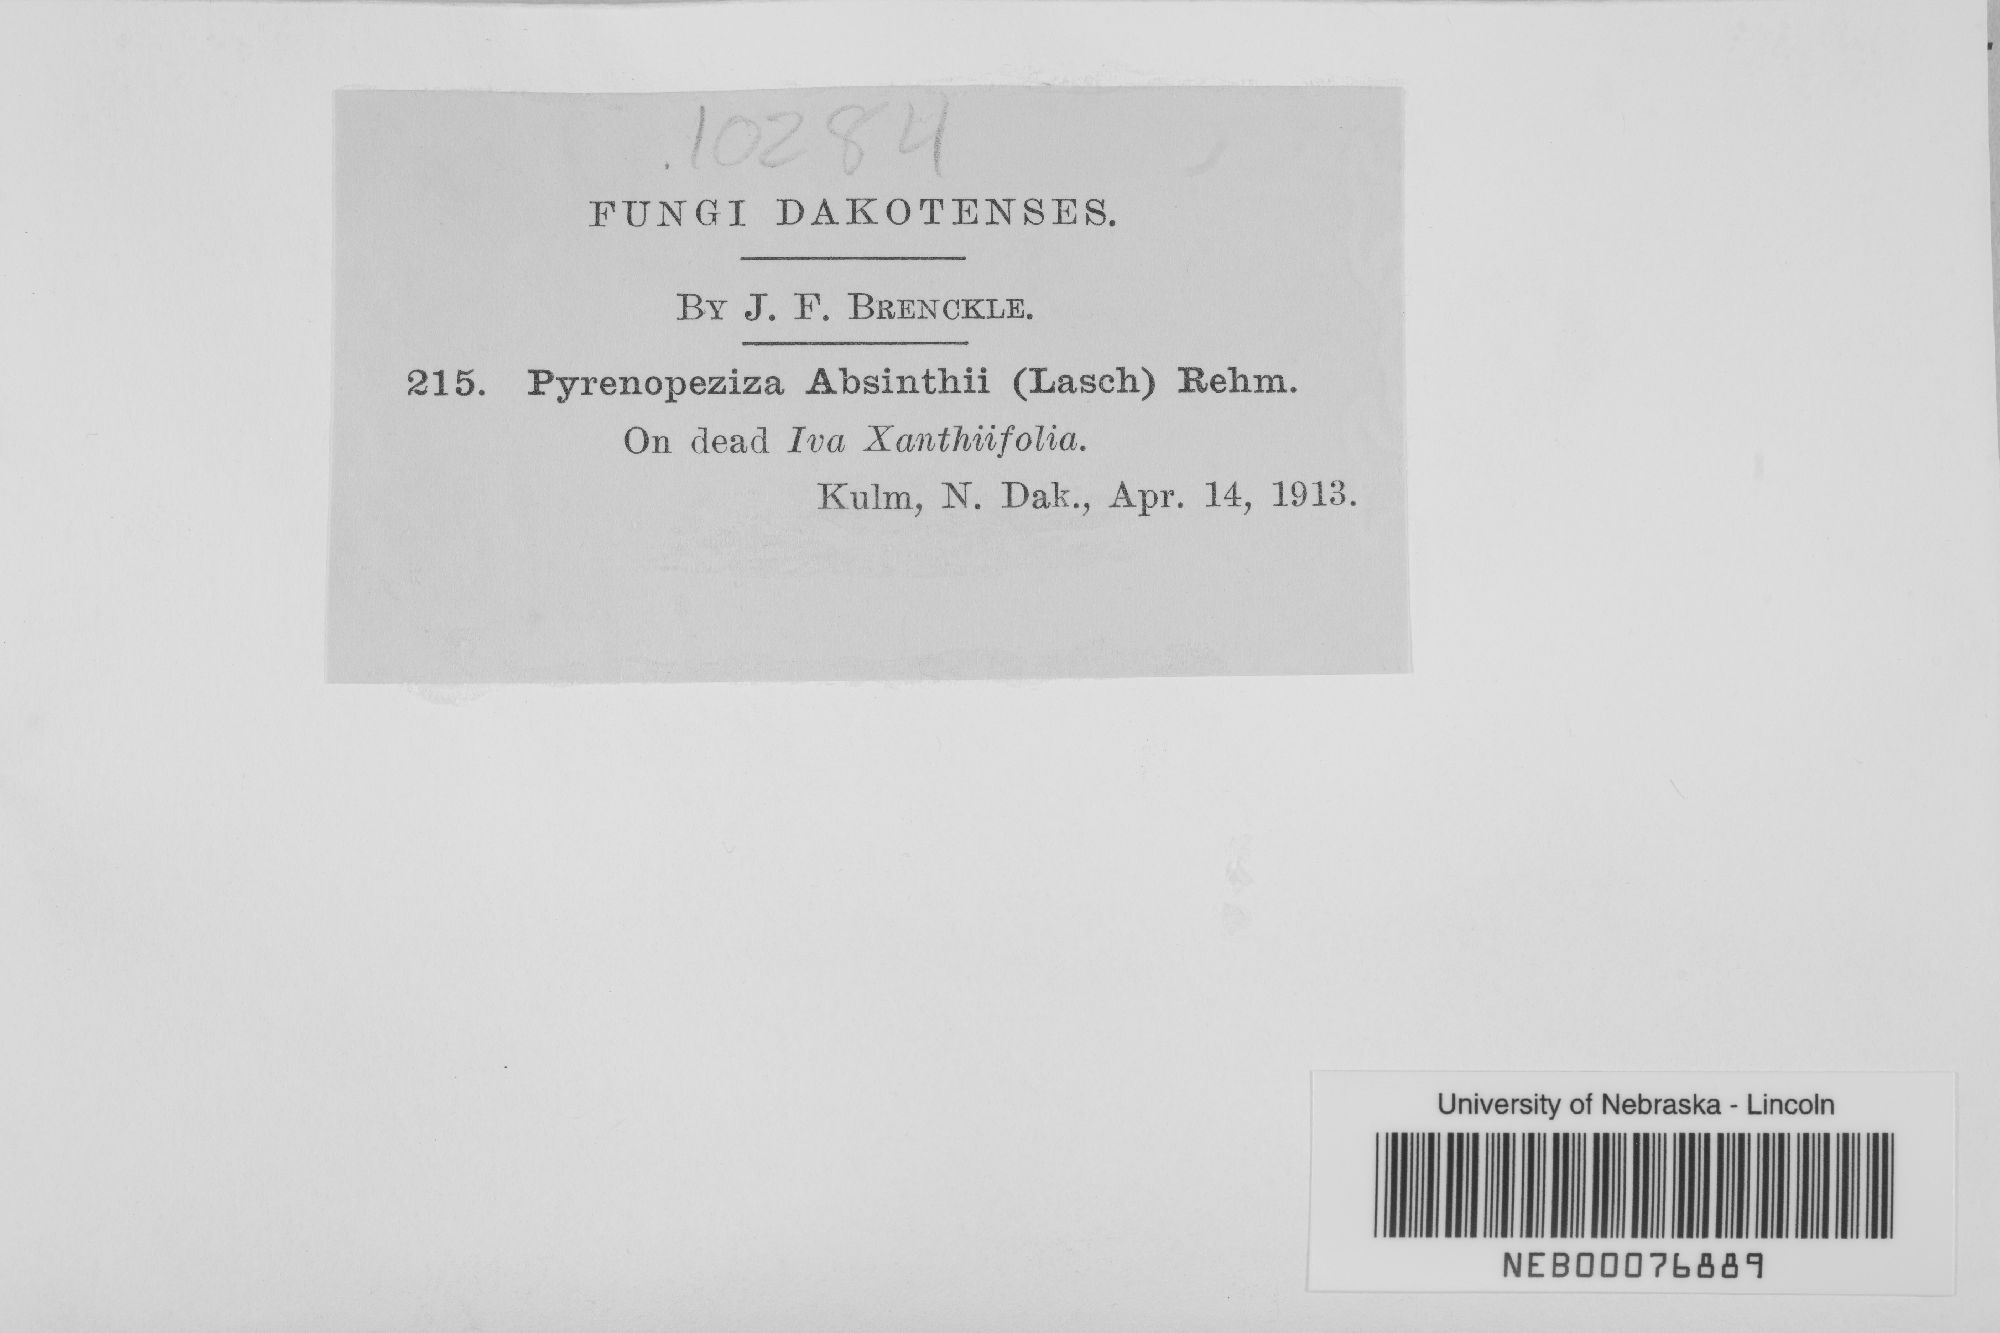 10284
FUNGI DAKOTENSES.
BY J. F. BRENCKLE.
215. Pyrenopeziza Absinthii (Lasch) Rehm.
On dead Iva Xanthiifolia.
Kulm, N. Dak., Apr. 14, 1913.
University of Nebraska - Lincoln
NEB00076889